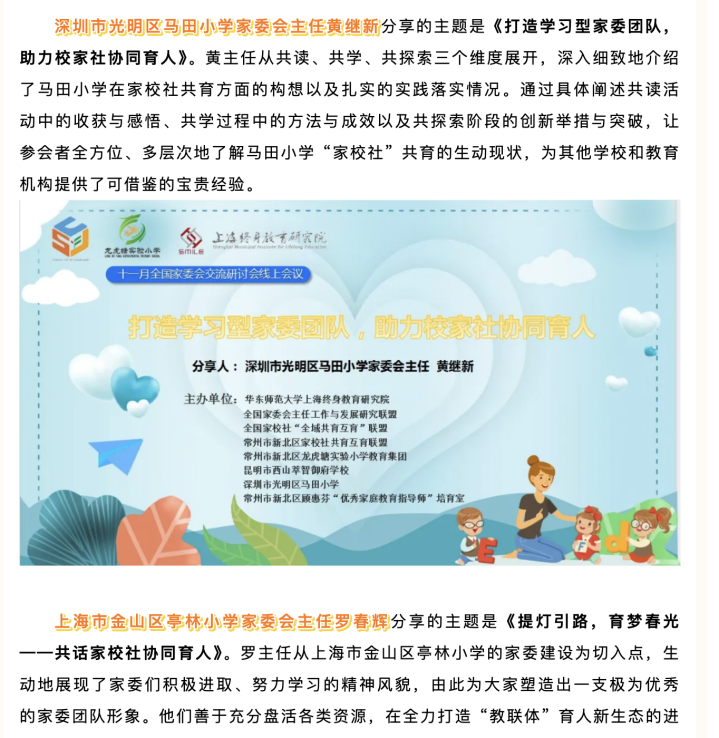 深圳市光明区马田小学家委会主任黄继新分享的主题是《打造学习型家委团队，
助力校家社协同育人》。黄主任从共读、共学、共探索三个维度展开，深入细致地介绍
了马田小学在家校社共育方面的构想以及扎实的实践落实情况。通过具体阐述共读活
动中的收获与感悟、共学过程中的方法与成效以及共探索阶段的创新举措与突破，让
参会者全方位、多层次地了解马田小学“家校社”共育的生动现状，为其他学校和教育
机构提供了可借鉴的宝贵经验。
龙虎塘实验小学
SMILE
上海终身教育研究院
十一月全国家委会交流研讨会线上会议
打造学习型家委团队，助力校家社协同育人
分享人：深圳市光明区马田小学家委会主任 黄继新
主办单位：华东师范大学上海终身教育研究院
全国家委会主任工作与发展研究联盟
全国家校社“全域共育互育”联盟
常州市新北区家校社共育互育联盟
常州市新北区龙虎塘实验小学教育集团
昆明市西山萃智御府学校
深圳市光明区马田小学
常州市新北区顾惠芬“优秀家庭教育指导师”培育室
E
F
d
上海市金山区亭林小学家委会主任罗春辉分享的主题是《提灯引路，育梦春光
——共话家校社协同育人》。罗主任从上海市金山区亭林小学的家委建设为切入点，生
动地展现了家委们积极进取、努力学习的精神风貌，由此为大家塑造出一支极为优秀
的家委团队形象。他们善于充分盘活各类资源，在全力打造“教联体”育人新生态的进